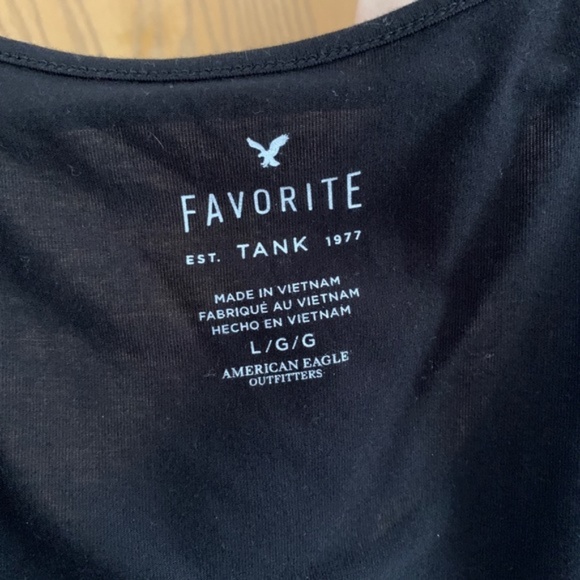 FAVORITE
EST. TANK 1977
MADE IN VIETNAM
FABRIQUÉ AU VIETNAM
HECHO EN VIETNAM
L/G/G
AMERICAN EAGLE
OUTFITTERS